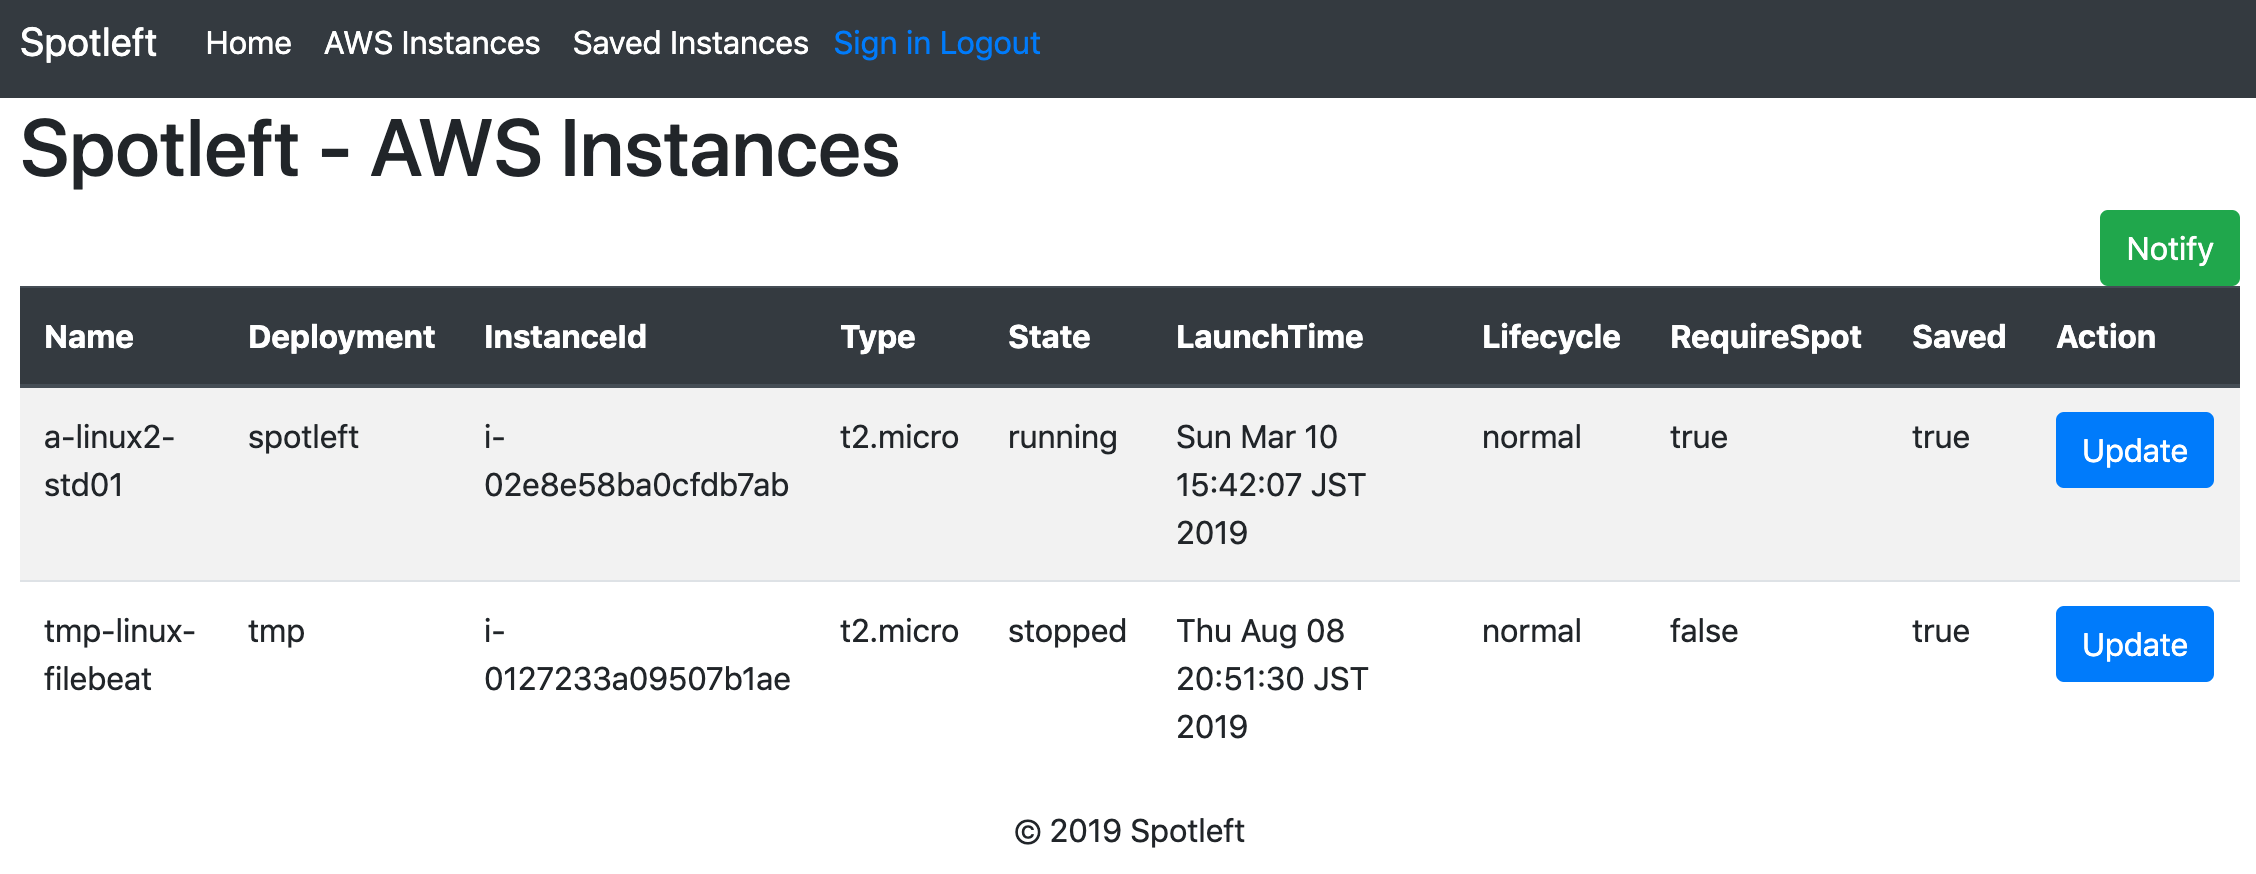 Spotleft Home AWS Instances Saved Instances Sign in Logout
Spotleft - AWS Instances
Notify
Name Deployment InstanceId Type State LaunchTime Lifecycle RequireSpot Saved Action
a-linux2- spotleft i- t2.micro running Sun Mar 10 normal true true Update
std01 02e8e58ba0cfdb7ab 15:42:07 JST
2019
tmp-linux- tmp i- t2.micro stopped Thu Aug 08 normal false true Update
filebeat 0127233a09507b1ae 20:51:30 JST
2019
© 2019 Spotleft